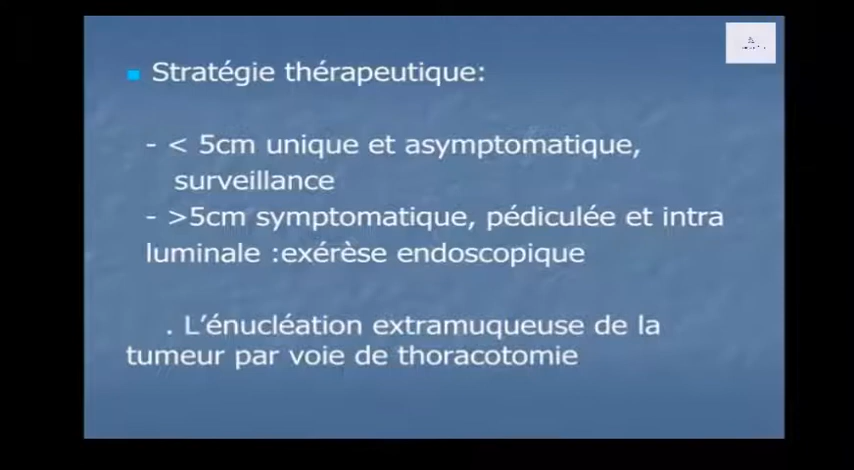 Stratégie thérapeutique:
- < 5cm unique et asymptomatique,
surveillance
- >5cm symptomatique, pédiculée et intra
luminale :exérèse endoscopique
. L'énucléation extramuqueuse de la
tumeur par voie de thoracotomie